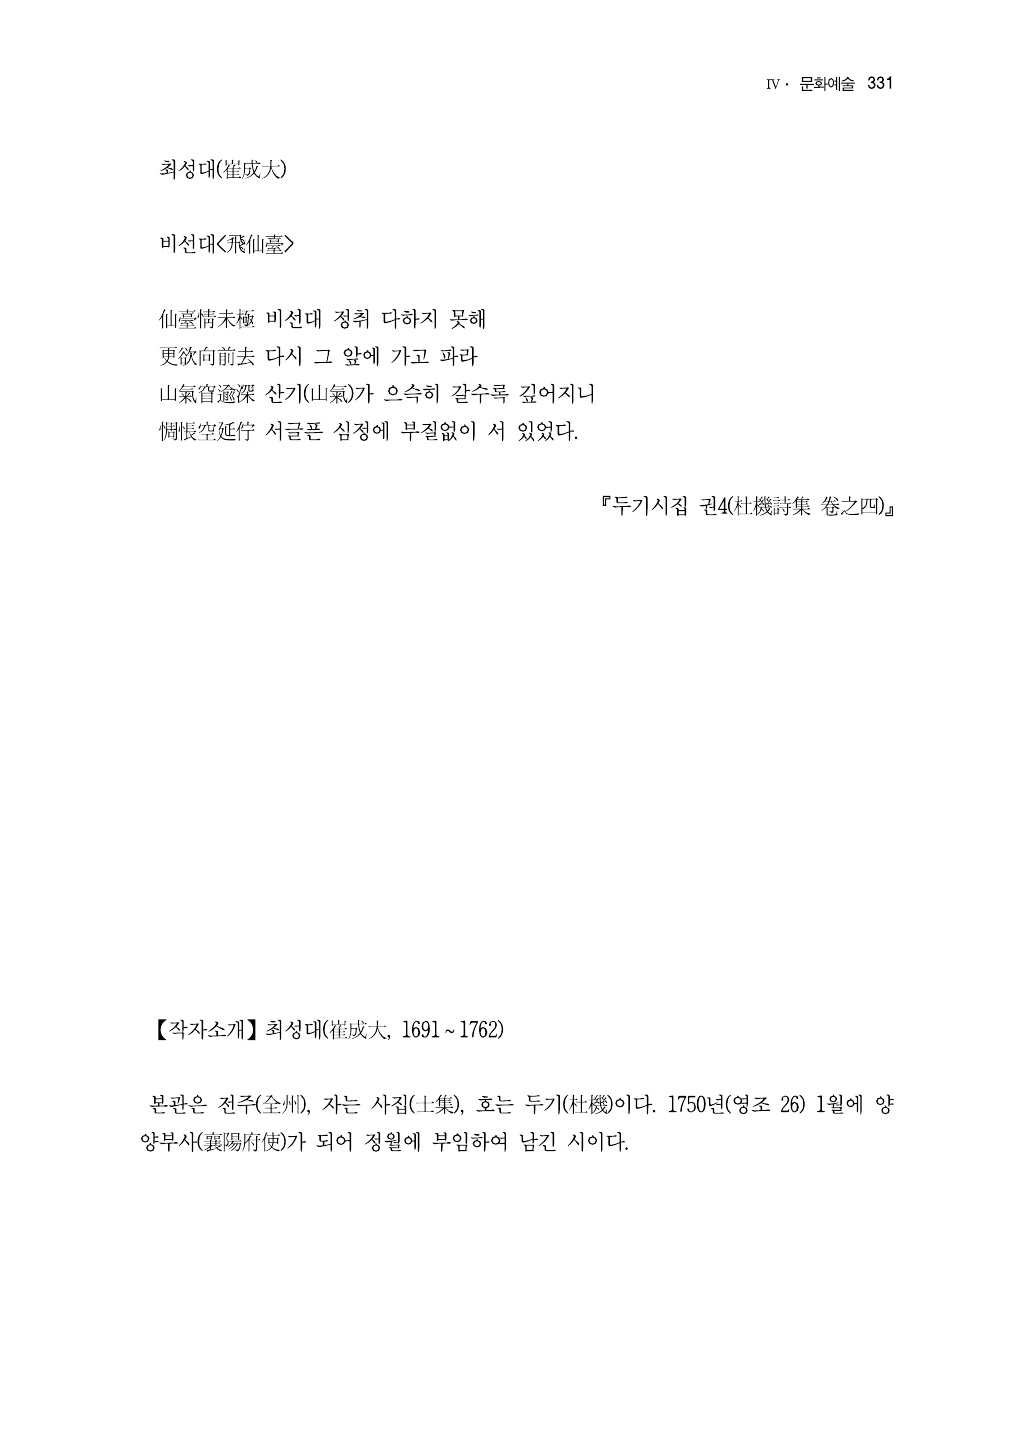 Ⅳ· 문화예술 331
최성대(崔成大)
비선대<飛仙臺>
仙臺情未極 비선대 정취 다하지 못해
更欲向前去 다시 그 앞에 가고 파라
山氣窅逾深 산기(山氣)가 으슥히 갈수록 깊어지니
惆悵空延佇 서글픈 심정에 부질없이 서 있었다.
『두기시집 권4(杜機詩集 卷之四)』
【작자소개】 최성대(崔成大, 1691~1762)
본관은 전주(全州), 자는 사집(士集), 호는 두기(杜機)이다. 1750년(영조 26) 1월에 양
양부사(襄陽府使)가 되어 정월에 부임하여 남긴 시이다.